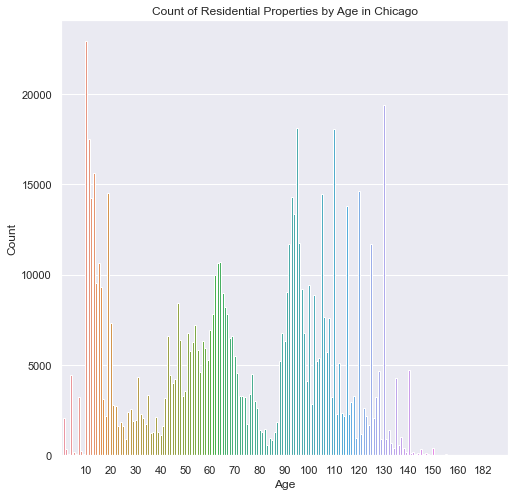 Count of Residential Properties by Age in Chicago
20000
15000
10000
5000
0
Count
10 20 30 40 50 60 70 80 90 100 110 120 130 140 150 160 182
Age